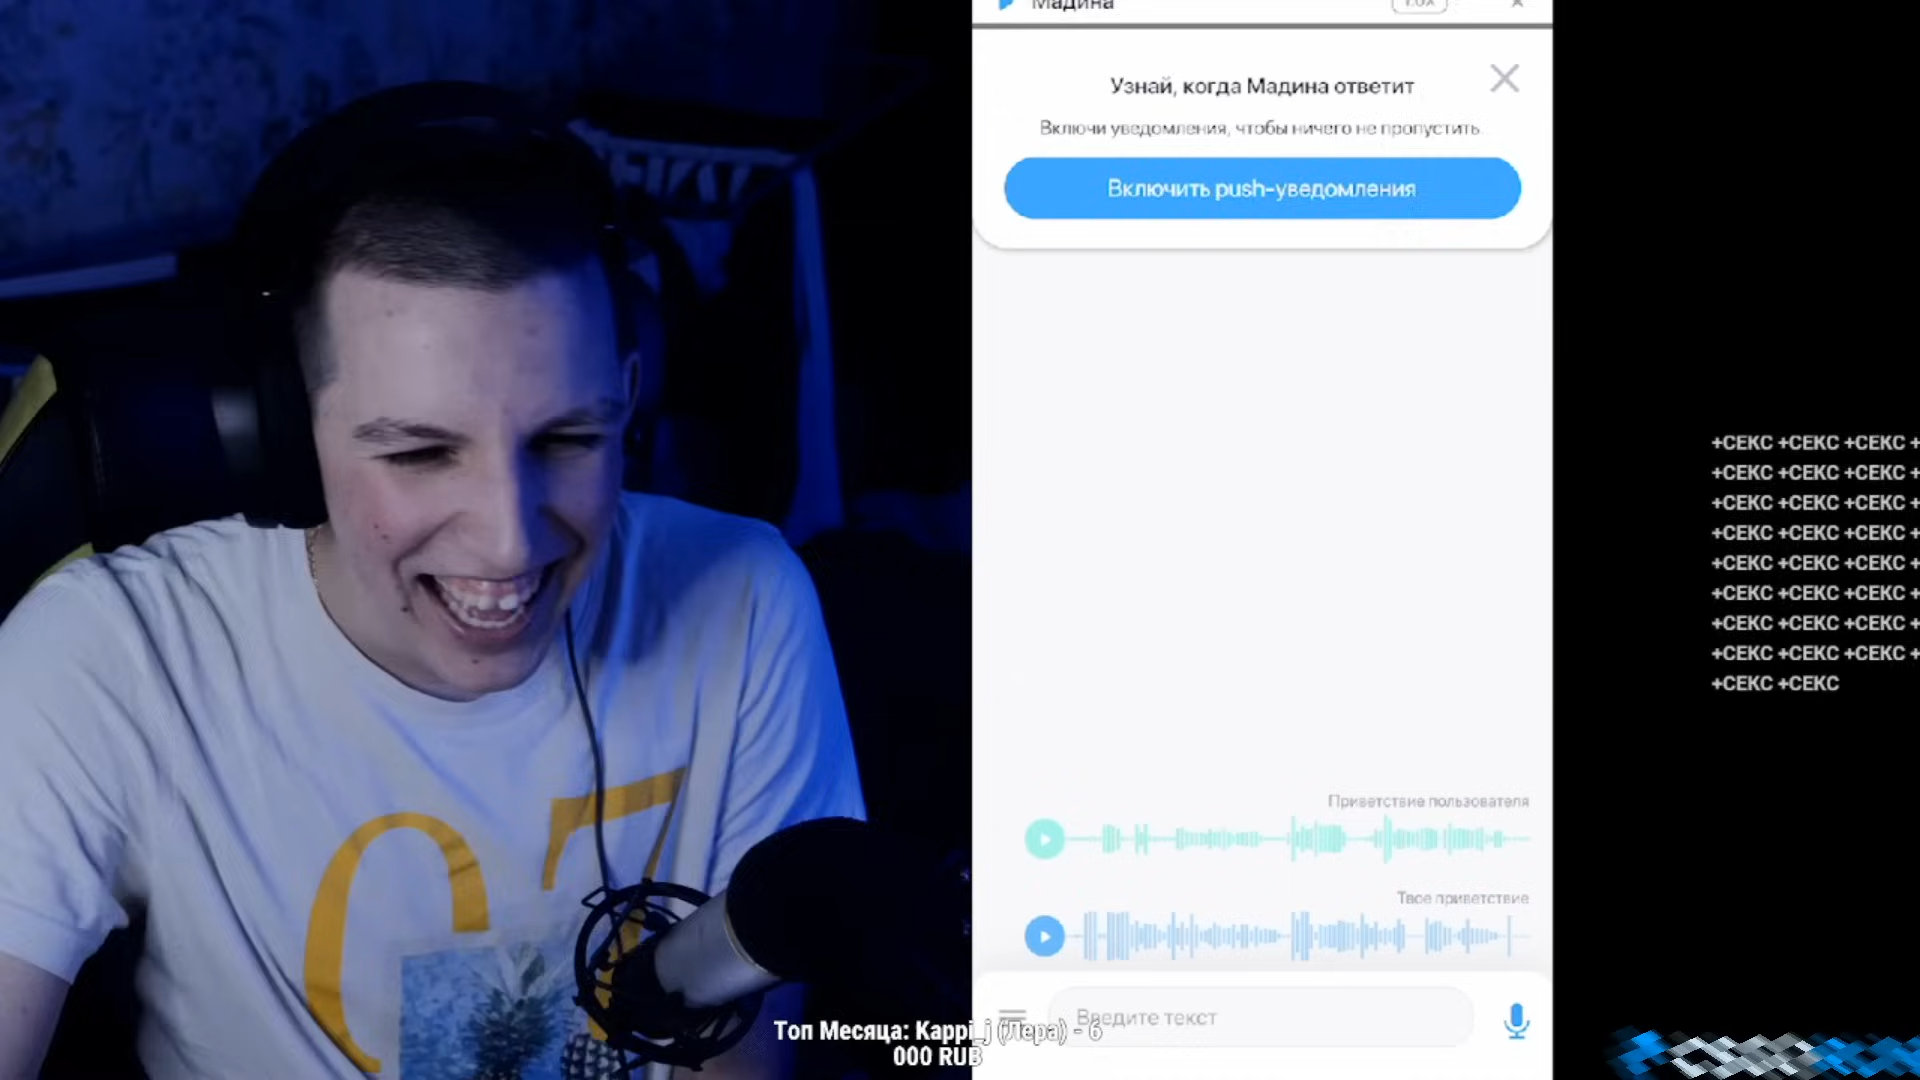 Мадина
1.0x
Узнай, когда Мадина ответит
Включи уведомления, чтобы ничего не пропустить.
Включить push-уведомления
+СЕКС +СЕКС +СЕКС +
+СЕКС +СЕКС +СЕКС +
+СЕКС +СЕКС +СЕКС +
+СЕКС +СЕКС +СЕКС +
+СЕКС +СЕКС +СЕКС +
+СЕКС +СЕКС +СЕКС +
+СЕКС +СЕКС +СЕКС +
+СЕКС +СЕКС +СЕКС +
+СЕКС +СЕКС
Приветствие пользователя
Твое приветствие
Введите текст
Топ Месяца: Kappi_j (Лера) - 6
000 RUB